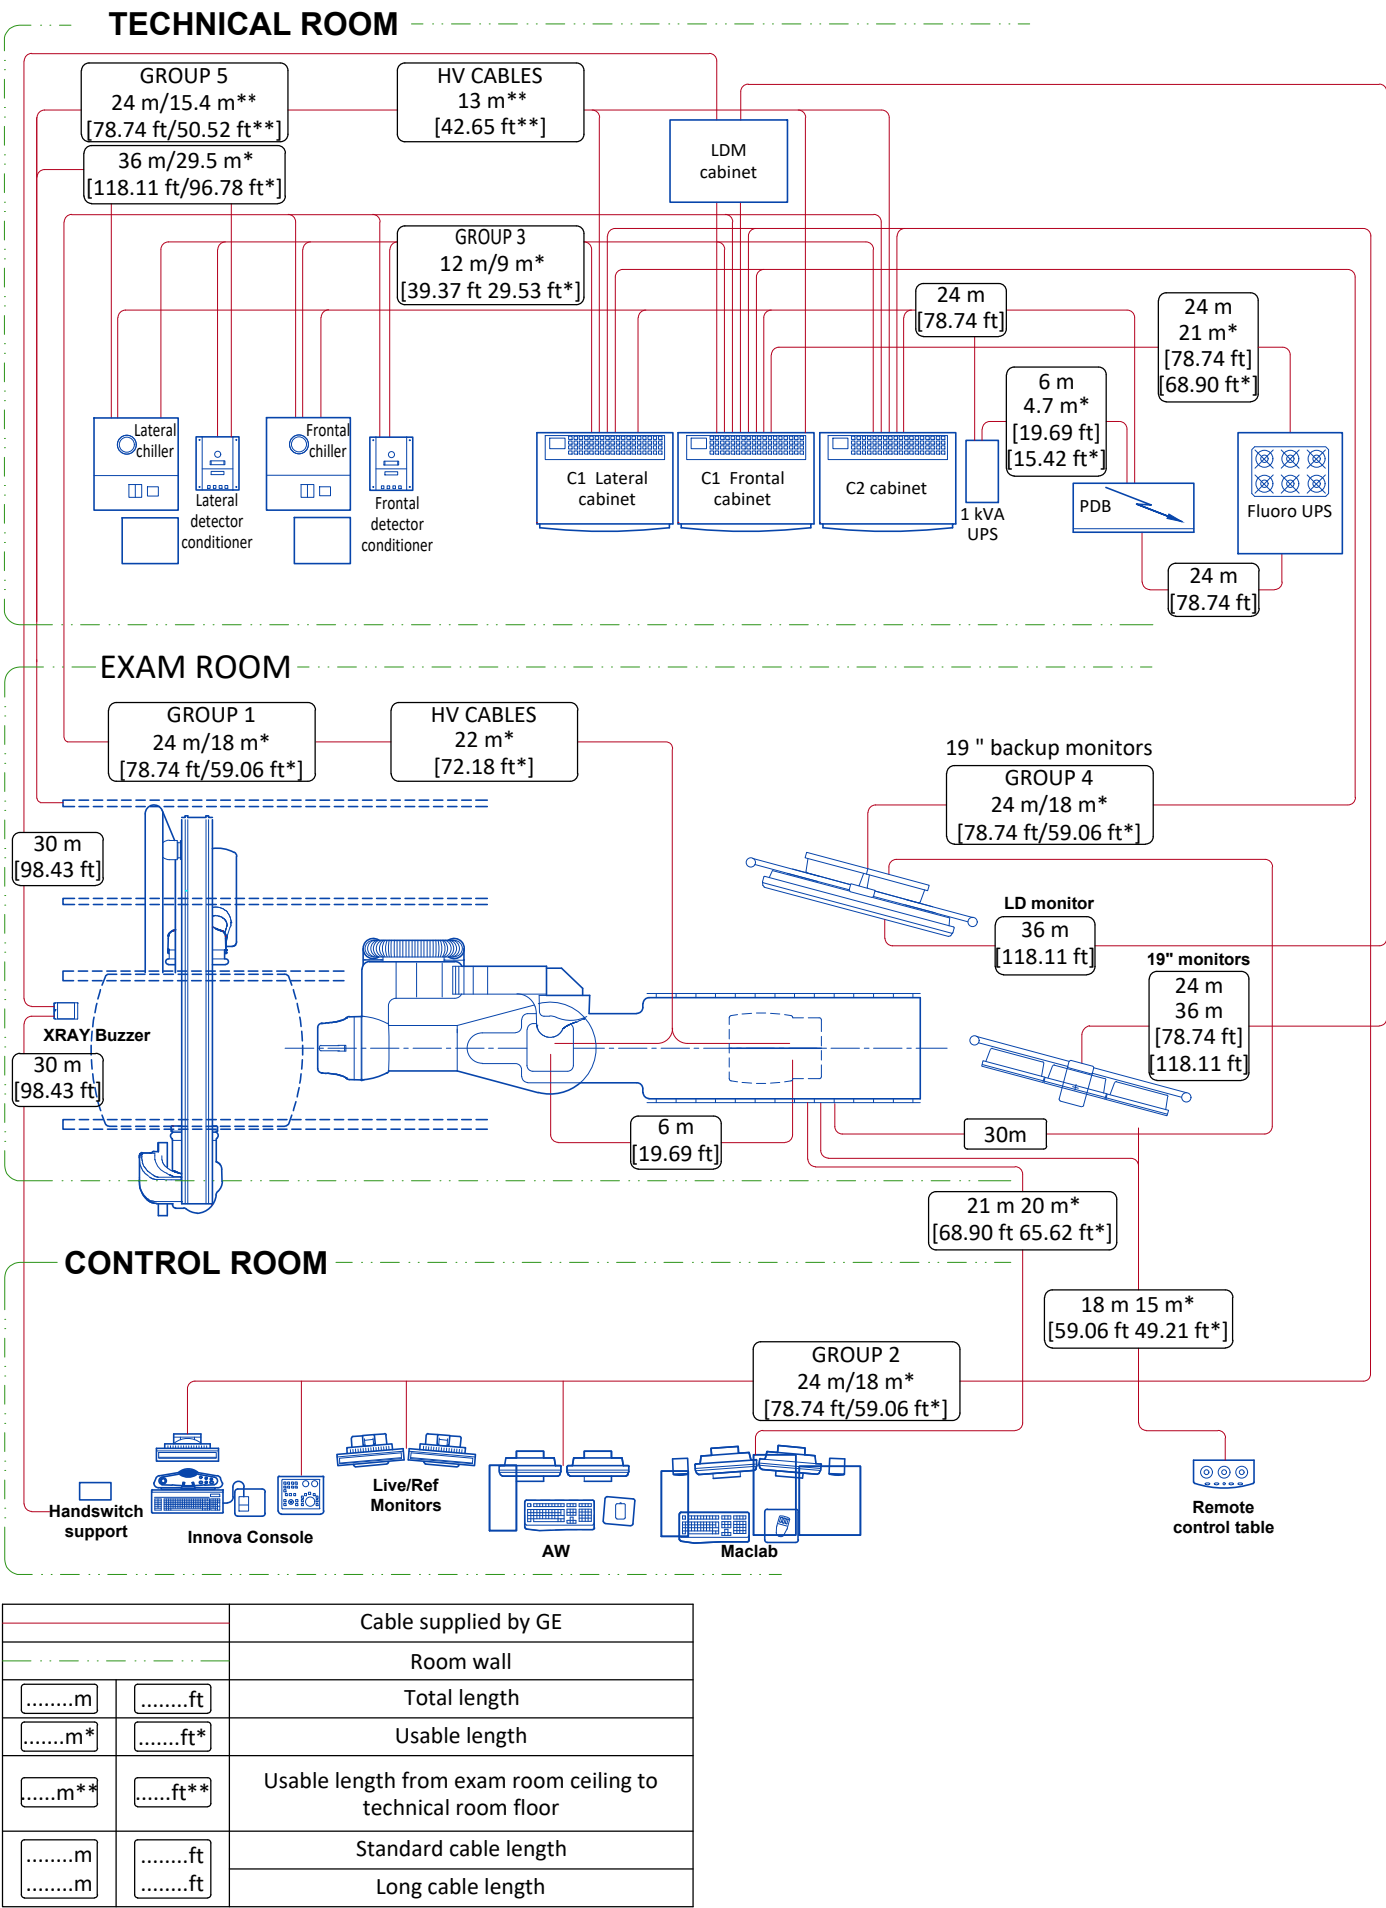 TECHNICAL ROOM
GROUP 5
24 m/15.4 m**
[78.74 ft/50.52 ft**]
HV CABLES
13 m**
[42.65 ft**]
36 m/29.5 m*
[118.11 ft/96.78 ft*]
LDM
cabinet
GROUP 3
12 m/9 m*
[39.37 ft 29.53 ft*]
24 m
[78.74 ft]
24 m
21 m*
[78.74 ft]
[68.90 ft*]
6 m
4.7 m*
[19.69 ft]
[15.42 ft*]
Lateral
chiller
Lateral
detector
conditioner
Frontal
chiller
Frontal
detector
conditioner
C1 Lateral
cabinet
C1 Frontal
cabinet
C2 cabinet
1 kVA
UPS
PDB
Fluoro UPS
24 m
[78.74 ft]
EXAM ROOM
GROUP 1
24 m/18 m*
[78.74 ft/59.06 ft*]
HV CABLES
22 m*
[72.18 ft*]
19 " backup monitors
GROUP 4
24 m/18 m*
[78.74 ft/59.06 ft*]
30 m
[98.43 ft]
LD monitor
36 m
[118.11 ft]
19" monitors
24 m
36 m
[78.74 ft]
[118.11 ft]
XRAY Buzzer
30 m
[98.43 ft]
6 m
[19.69 ft]
30m
21 m 20 m*
[68.90 ft 65.62 ft*]
CONTROL ROOM
18 m 15 m*
[59.06 ft 49.21 ft*]
GROUP 2
24 m/18 m*
[78.74 ft/59.06 ft*]
Handswitch
support
Innova Console
Live/Ref
Monitors
AW
Maclab
Remote
control table
Cable supplied by GE
Room wall
........m ........ft Total length
.......m* .......ft* Usable length
......m** ......ft** Usable length from exam room ceiling to
technical room floor
........m ........ft Standard cable length
........m ........ft Long cable length